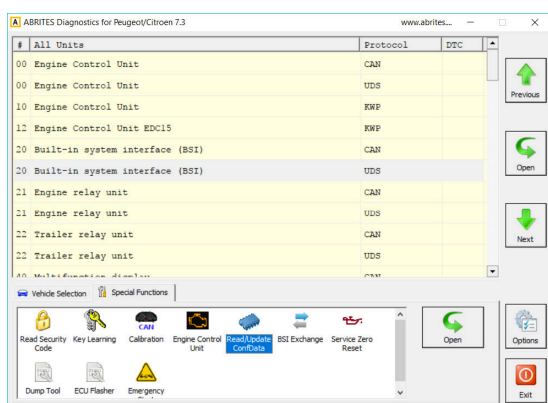 A ABRITES Diagnostics for Peugeot/Citroen 7.3 www.abrites....
# All Units Protocol DTC
00 Engine Control Unit CAN
00 Engine Control Unit UDS
10 Engine Control Unit KWP
12 Engine Control Unit EDC15 KWP
20 Built-in system interface (BSI) CAN
20 Built-in system interface (BSI) UDS
21 Engine relay unit CAN
21 Engine relay unit UDS
22 Trailer relay unit CAN
22 Trailer relay unit UDS
40 Multifunction display CAN
Previous
Open
Next
Vehicle Selection Special Functions
CAN
Read Security Code
Key Learning
Calibration
Engine Control Unit
Read/Update ConfData
BSI Exchange
Service Zero Reset
Dump Tool
ECU Flasher
Emergency
Open
Options
Exit